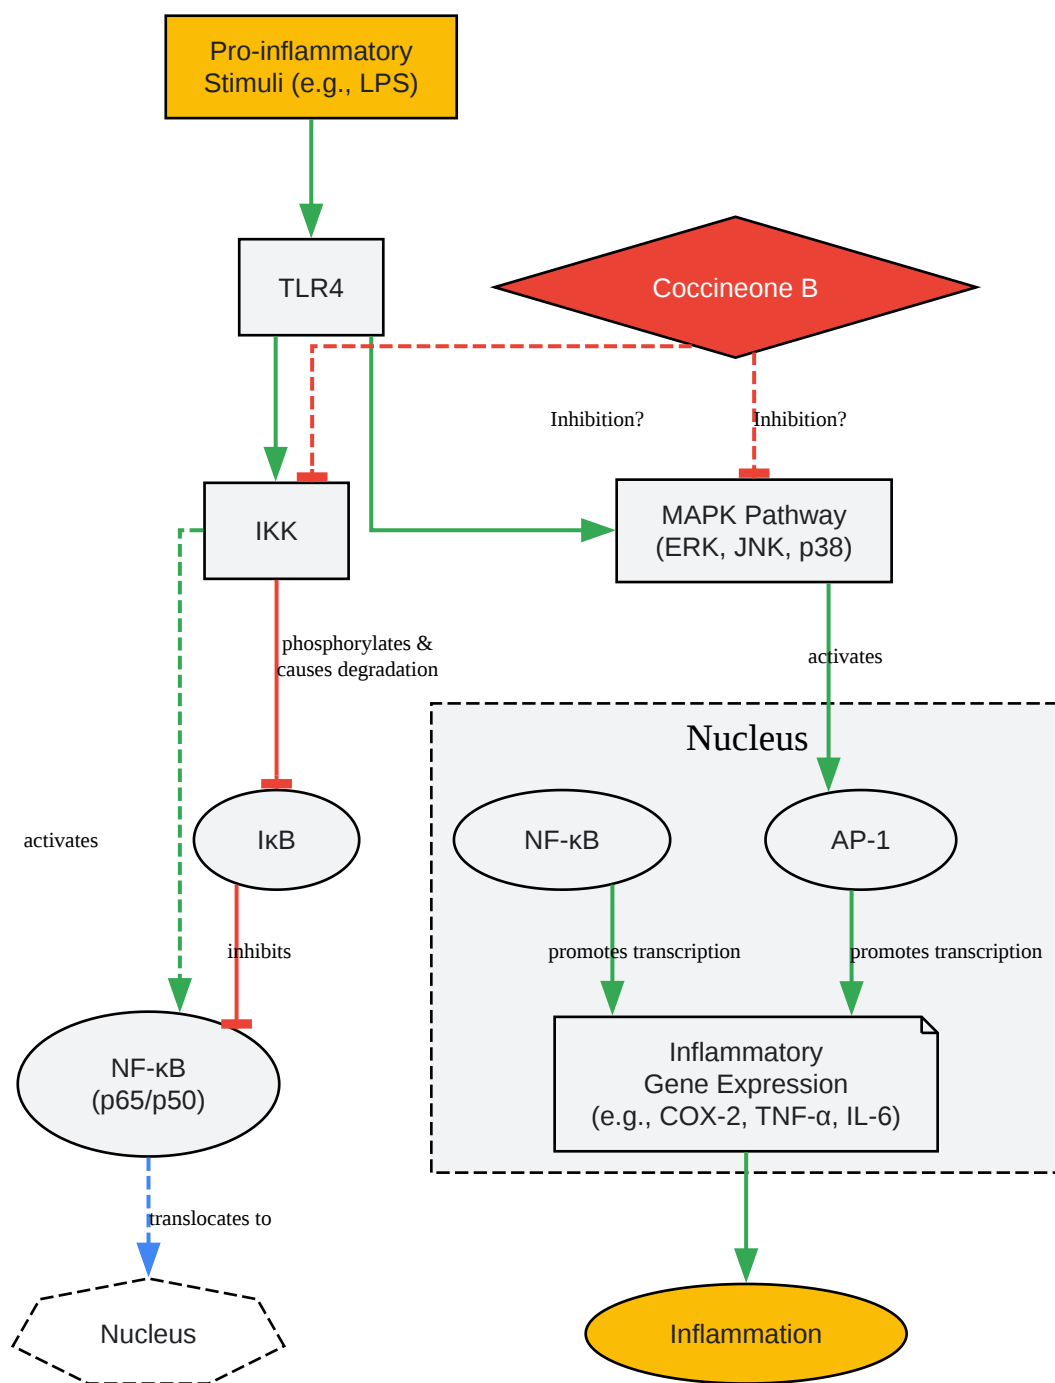 Pro-inflammatory
Stimuli (e.g., LPS)
TLR4
Coccineone B
Inhibition?
Inhibition?
IKK
MAPK Pathway
(ERK, JNK, p38)
phosphorylates &
causes degradation
activates
Nucleus
activates
IκB
NF-κB
AP-1
inhibits
promotes transcription
promotes transcription
NF-κB
(p65/p50)
Inflammatory
Gene Expression
(e.g., COX-2, TNF-α, IL-6)
translocates to
Nucleus
Inflammation